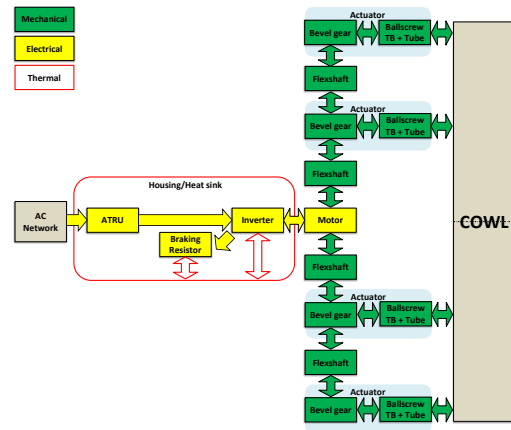 Mechanical
Electrical
Thermal
Actuator
Bevel gear
Ballscrew
TB + Tube
Flexshaft
Actuator
Bevel gear
Ballscrew
TB + Tube
Flexshaft
Housing/Heat sink
AC
Network
ATRU
Inverter
Motor
COWL
Braking
Resistor
Flexshaft
Actuator
Bevel gear
Ballscrew
TB + Tube
Flexshaft
Actuator
Bevel gear
Ballscrew
TB + Tube